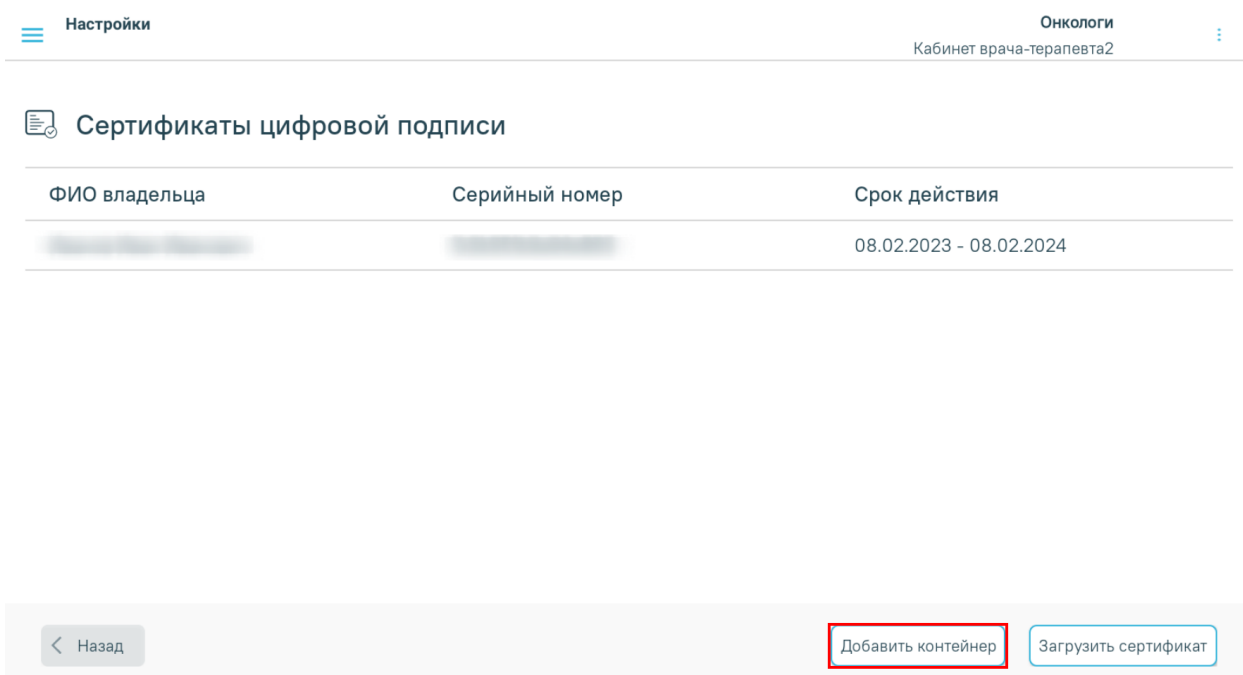 Настройки
Онкологи
Кабинет врача-терапевта2
Сертификаты цифровой подписи
ФИО владельца
Серийный номер
Срок действия
08.02.2023 - 08.02.2024
Назад
Добавить контейнер
Загрузить сертификат